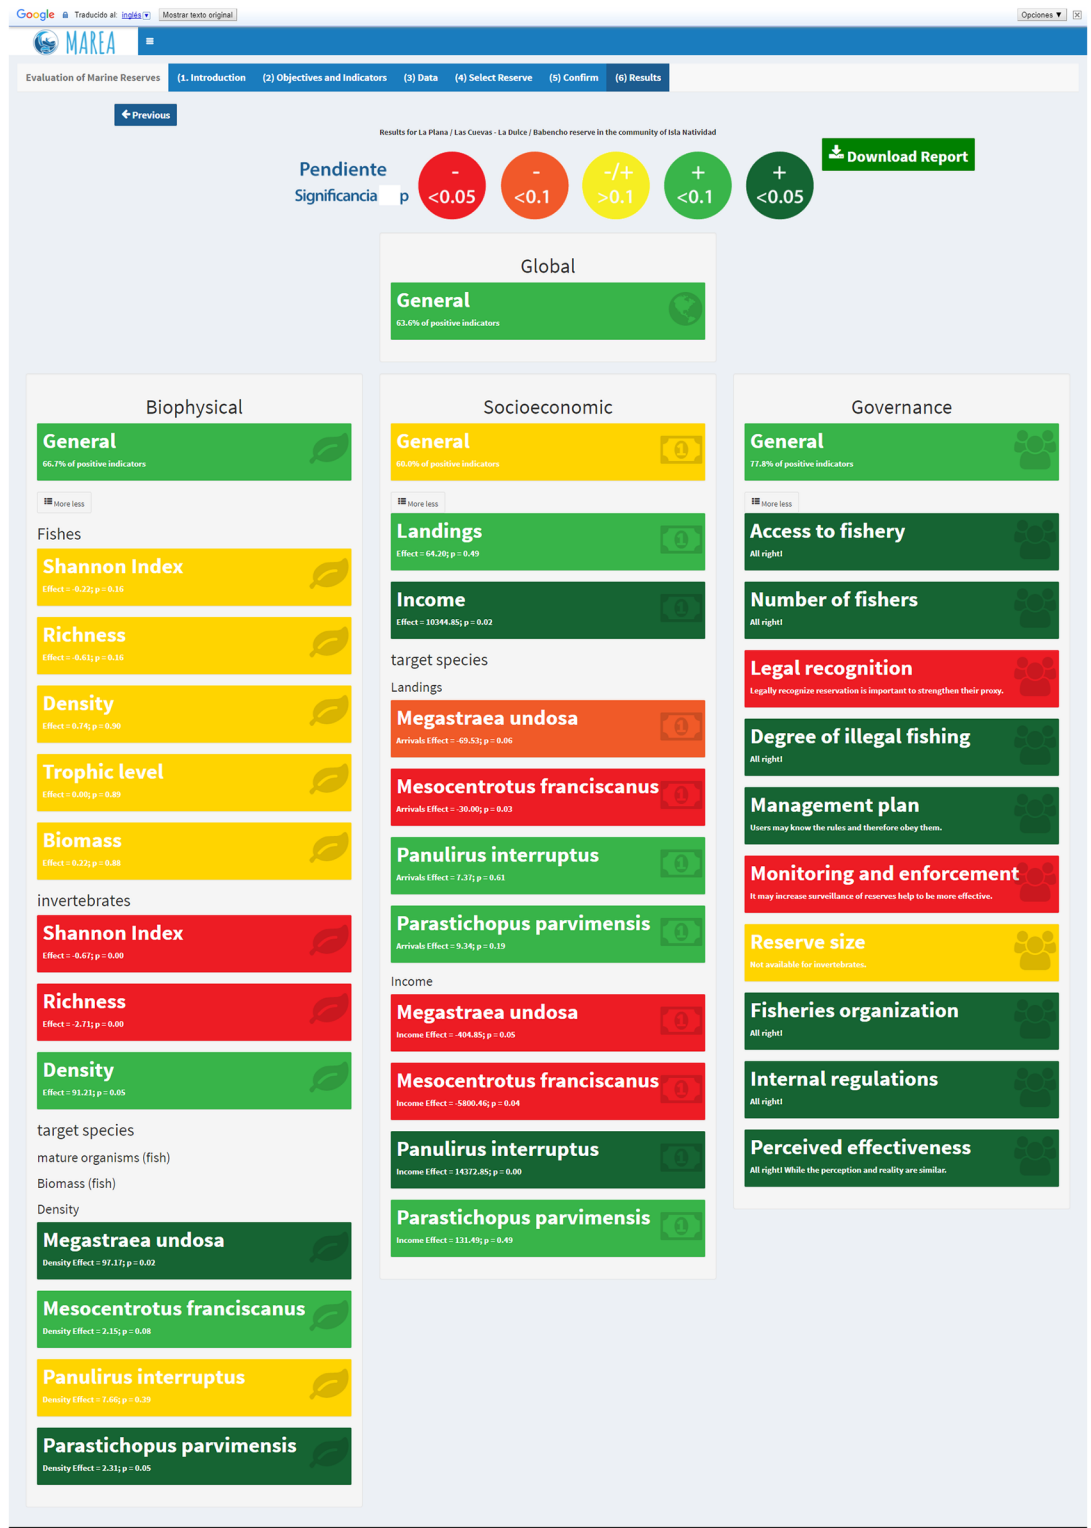 Google Traducido al: inglés Mostrar texto original Opciones ▼
MAREA
Evaluation of Marine Reserves (1. Introduction (2) Objectives and Indicators (3) Data (4) Select Reserve (5) Confirm (6) Results
Previous
Results for La Plana / Las Cuevas - La Dulce / Babencho reserve in the community of Isla Natividad
Download Report
Pendiente - - -/+ + +
Significancia p <0.05 <0.1 >0.1 <0.1 <0.05
Global
General
63.6% of positive indicators
Biophysical
General
66.7% of positive indicators
More less
Fishes
Shannon Index
Effect = -0.22; p = 0.16
Richness
Effect = -0.61; p = 0.16
Density
Effect = 0.74; p = 0.90
Trophic level
Effect = 0.00; p = 0.89
Biomass
Effect = 0.22; p = 0.88
invertebrates
Shannon Index
Effect = -0.67; p = 0.00
Richness
Effect = -2.71; p = 0.00
Density
Effect = 91.21; p = 0.05
target species
mature organisms (fish)
Biomass (fish)
Density
Megastraea undosa
Density Effect = 97.17; p = 0.02
Mesocentrotus franciscanus
Density Effect = 2.15; p = 0.08
Panulirus interruptus
Density Effect = 7.66; p = 0.39
Parastichopus parvimensis
Density Effect = 2.31; p = 0.05
Socioeconomic
General
60.0% of positive indicators
More less
Landings
Effect = 64.20; p = 0.49
Income
Effect = 10344.85; p = 0.02
target species
Landings
Megastraea undosa
Arrivals Effect = -69.53; p = 0.06
Mesocentrotus franciscanus
Arrivals Effect = -30.00; p = 0.03
Panulirus interruptus
Arrivals Effect = 7.37; p = 0.61
Parastichopus parvimensis
Arrivals Effect = 9.34; p = 0.19
Income
Megastraea undosa
Income Effect = -404.85; p = 0.05
Mesocentrotus franciscanus
Income Effect = -5800.46; p = 0.04
Panulirus interruptus
Income Effect = 14372.85; p = 0.00
Parastichopus parvimensis
Income Effect = 131.49; p = 0.49
Governance
General
77.8% of positive indicators
More less
Access to fishery
All right!
Number of fishers
All right!
Legal recognition
Legally recognize reservation is important to strengthen their proxy.
Degree of illegal fishing
All right!
Management plan
Users may know the rules and therefore obey them.
Monitoring and enforcement
It may increase surveillance of reserves help to be more effective.
Reserve size
Not available for invertebrates.
Fisheries organization
All right!
Internal regulations
All right!
Perceived effectiveness
All right! While the perception and reality are similar.